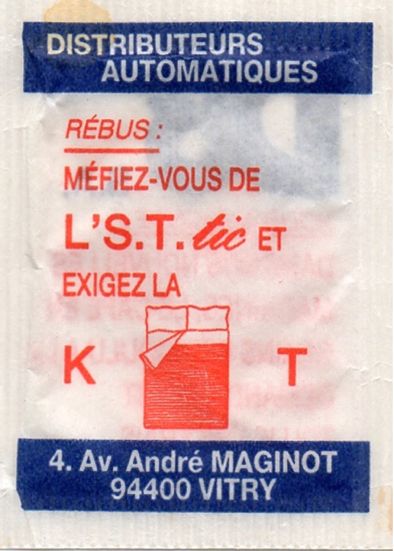 DISTRIBUTEURS
AUTOMATIQUES
RÉBUS :
MÉFIEZ-VOUS DE
L'S.T. tic ET
EXIGEZ LA
K T
4. Av. André MAGINOT
94400 VITRY